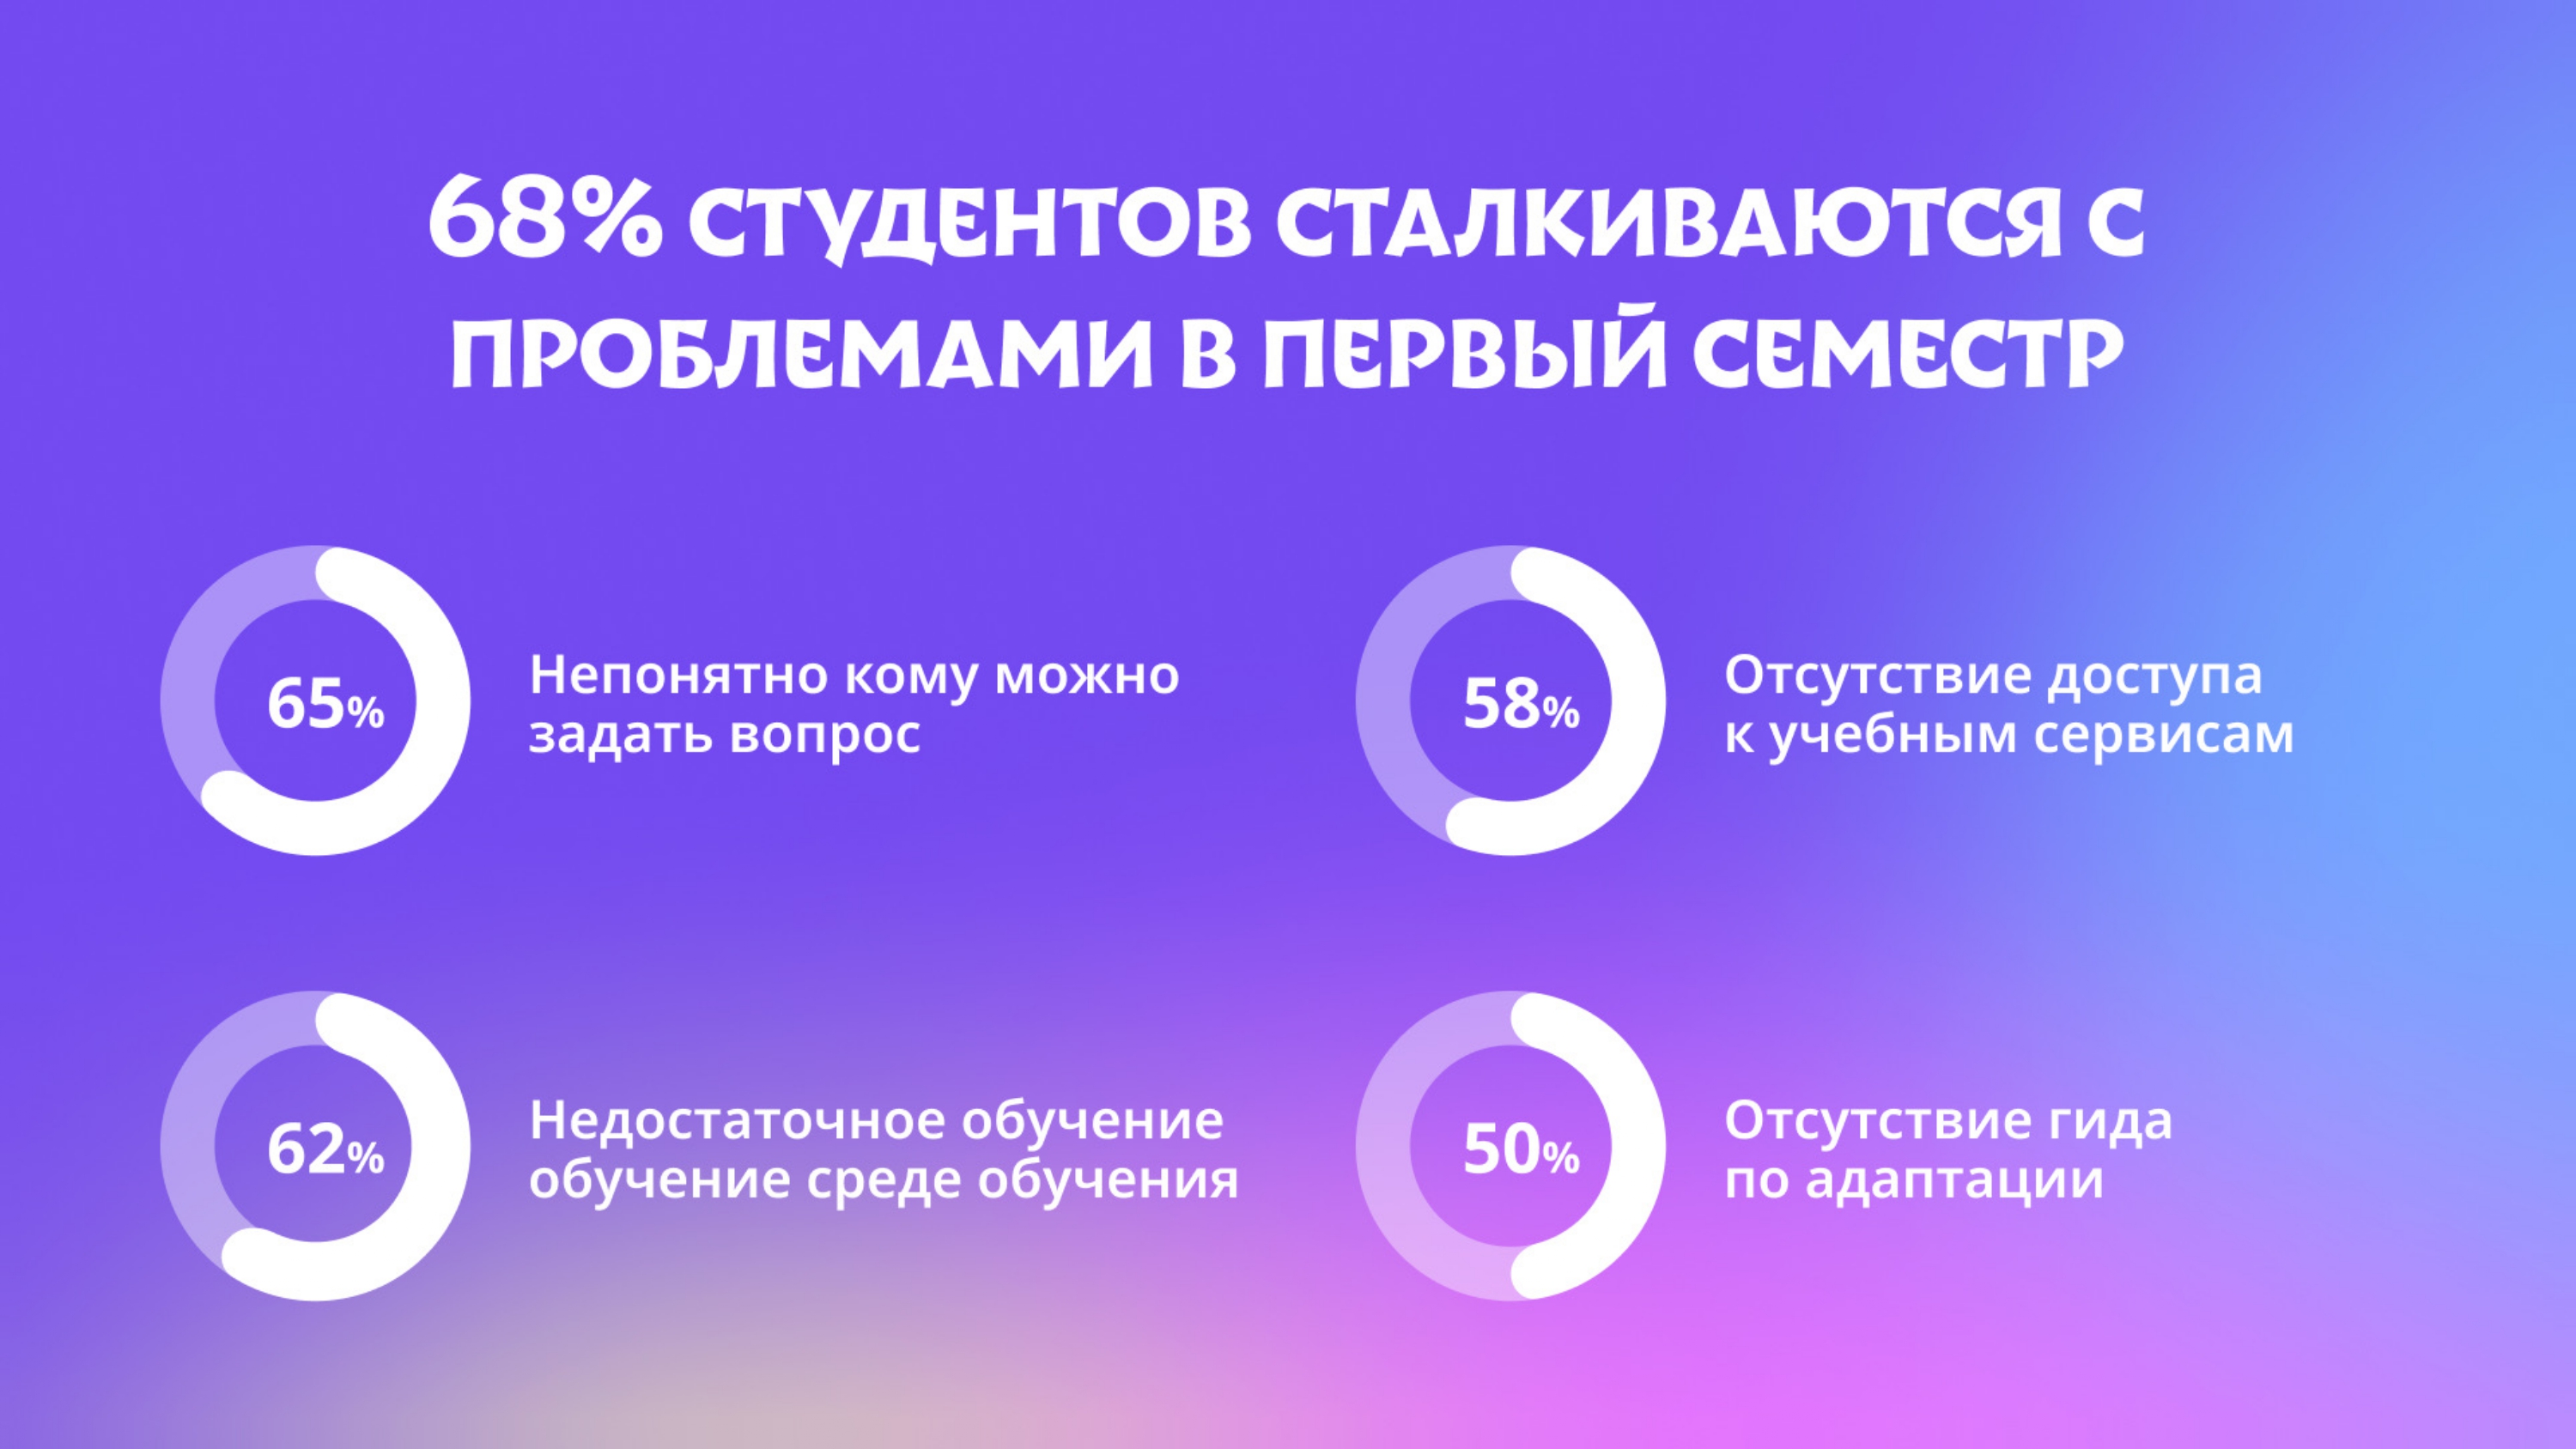 68% СТУДЕНТОВ СТАЛКИВАЮТСЯ С
ПРОБЛЕМАМИ В ПЕРВЫЙ СЕМЕСТР
65%
Непонятно кому можно
задать вопрос
58%
Отсутствие доступа
к учебным сервисам
62%
Недостаточное обучение
обучение среде обучения
50%
Отсутствие гида
по адаптации